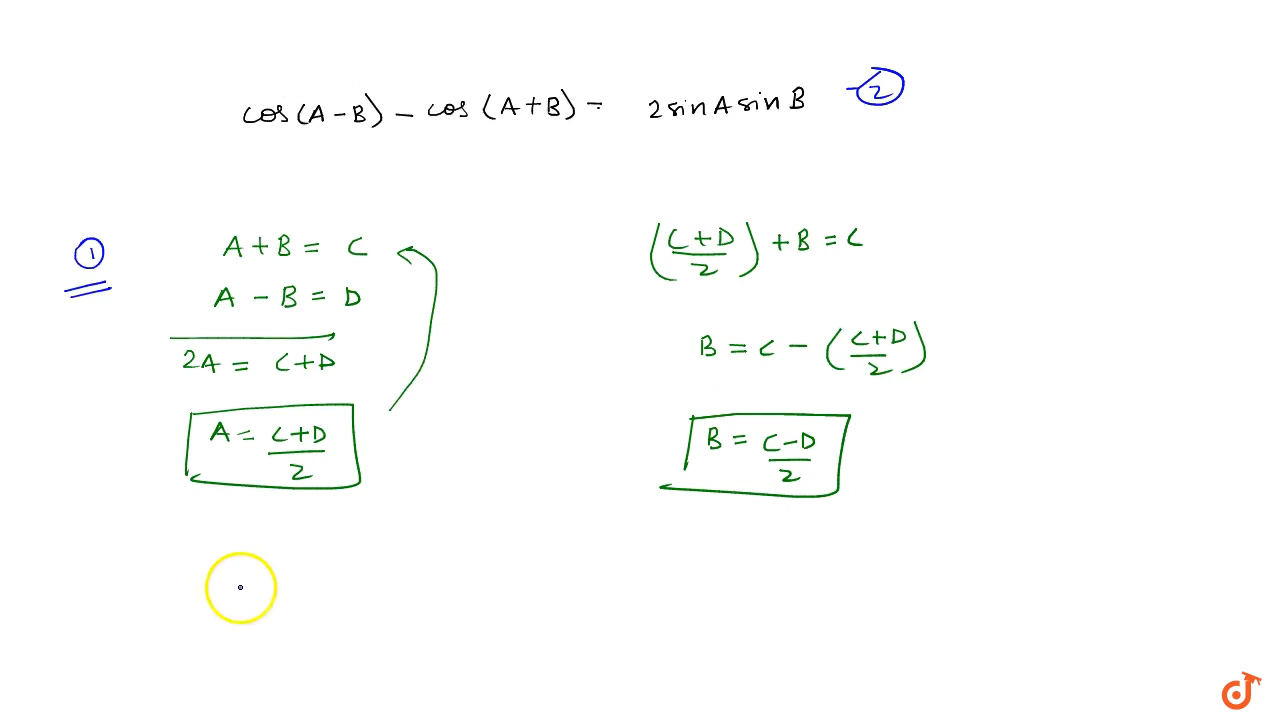 cos(A-B) - cos(A+B) = 2 sin A sin B - 2
1
A + B = C
A - B = D
2A = C+D
A = C+D/2
(C+D/2) + B = C
B = C - (C+D/2)
B = C-D/2